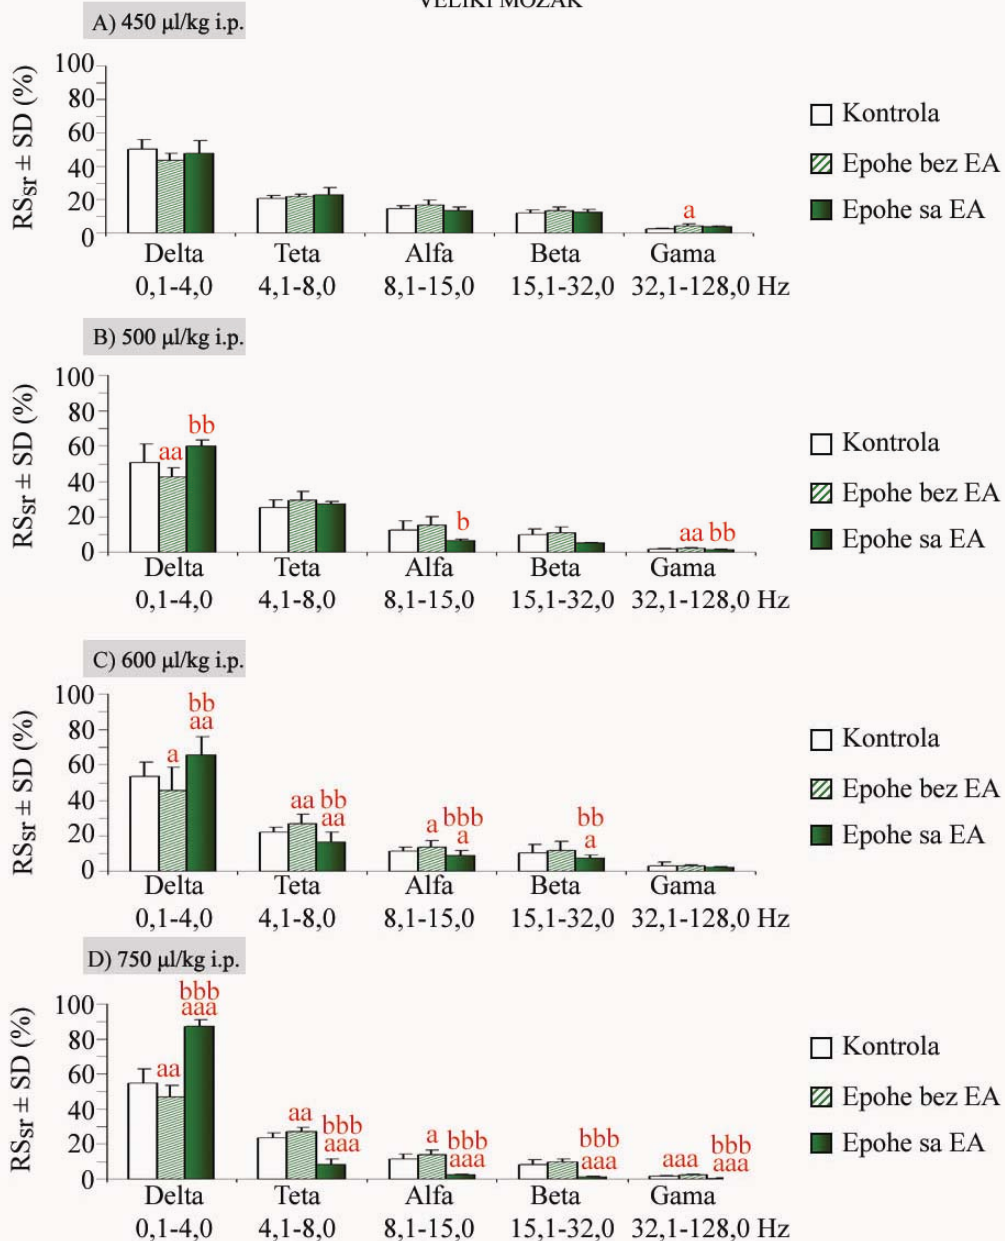 VELIKI MOZAK
A) 450 μl/kg i.p.
RSsr ± SD (%)
100
80
60
40
20
0
a
Delta Teta Alfa Beta Gama
0,1-4,0 4,1-8,0 8,1-15,0 15,1-32,0 32,1-128,0 Hz
Kontrola
Epohe bez EA
Epohe sa EA
B) 500 μl/kg i.p.
RSsr ± SD (%)
100
80
60
40
20
0
bb
aa
b
aa bb
Delta Teta Alfa Beta Gama
0,1-4,0 4,1-8,0 8,1-15,0 15,1-32,0 32,1-128,0 Hz
Kontrola
Epohe bez EA
Epohe sa EA
C) 600 μl/kg i.p.
RSsr ± SD (%)
100
80
60
40
20
0
bb
a aa
aa bb
aa
a bbb
a
bb
a
Delta Teta Alfa Beta Gama
0,1-4,0 4,1-8,0 8,1-15,0 15,1-32,0 32,1-128,0 Hz
Kontrola
Epohe bez EA
Epohe sa EA
D) 750 μl/kg i.p.
RSsr ± SD (%)
100
80
60
40
20
0
bbb
aaa
aa
aa bbb
aaa
a bbb
aaa
bbb
aaa
aaa bbb
aaa
Delta Teta Alfa Beta Gama
0,1-4,0 4,1-8,0 8,1-15,0 15,1-32,0 32,1-128,0 Hz
Kontrola
Epohe bez EA
Epohe sa EA